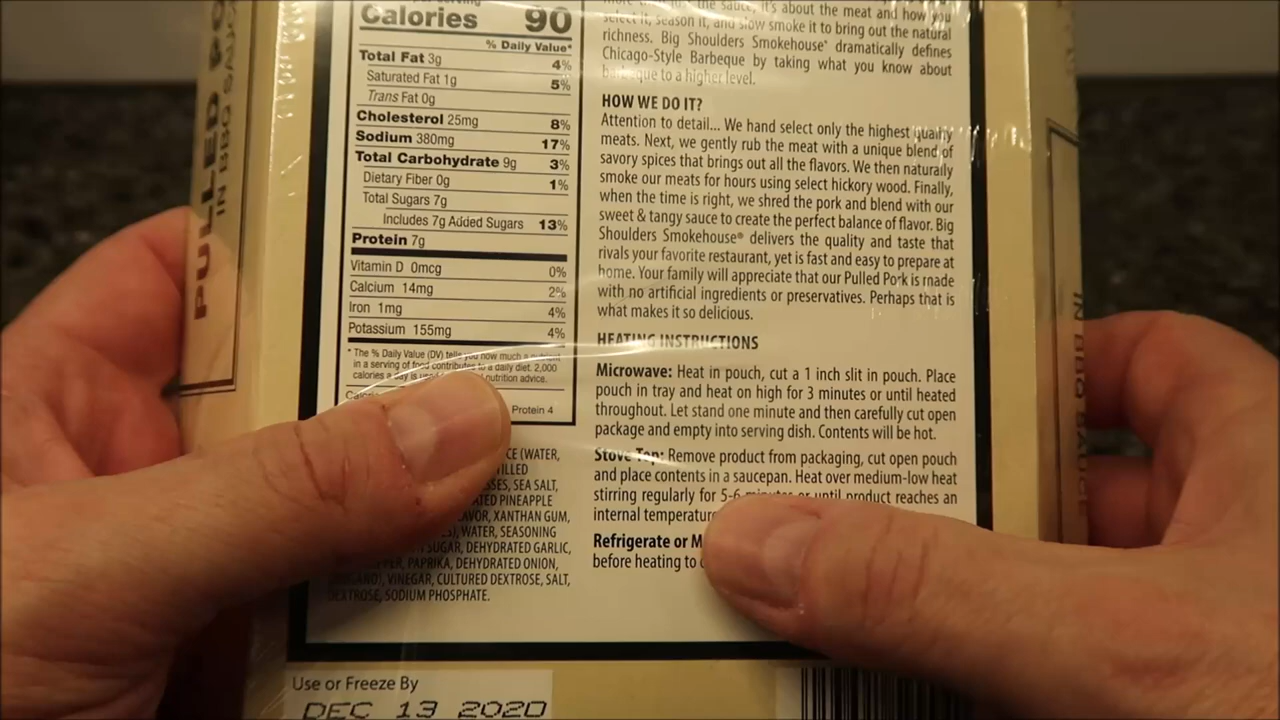 PULLED PO
IN BBQ SAUC
Calories 90
% Daily Value*
Total Fat 3g 4%
Saturated Fat 1g 5%
Trans Fat 0g
Cholesterol 25mg 8%
Sodium 380mg 17%
Total Carbohydrate 9g 3%
Dietary Fiber 0g 1%
Total Sugars 7g
Includes 7g Added Sugars 13%
Protein 7g
Vitamin D 0mcg 0%
Calcium 14mg 2%
Iron 1mg 4%
Potassium 155mg 4%
* The % Daily Value (DV) tells you how much a nutrient
in a serving of food contributes to a daily diet. 2,000
calories a day is nutrition advice.
Protein 4
CE (WATER,
SEA SALT,
PINEAPPLE
XANTHAN GUM,
WATER, SEASONING
SUGAR, DEHYDRATED GARLIC,
PAPRIKA, DEHYDRATED ONION,
VINEGAR, CULTURED DEXTROSE, SALT,
DEXTROSE, SODIUM PHOSPHATE.
the sauce, it's about the meat and how you
select it, season it, and slow smoke it to bring out the natural
richness. Big Shoulders Smokehouse® dramatically defines
Chicago-Style Barbeque by taking what you know about
barbeque to a higher level.
HOW WE DO IT?
Attention to detail... We hand select only the highest quality
meats. Next, we gently rub the meat with a unique blend of
savory spices that brings out all the flavors. We then naturally
smoke our meats for hours using select hickory wood. Finally,
when the time is right, we shred the pork and blend with our
sweet & tangy sauce to create the perfect balance of flavor. Big
Shoulders Smokehouse® delivers the quality and taste that
rivals your favorite restaurant, yet is fast and easy to prepare at
home. Your family will appreciate that our Pulled Pork is made
with no artificial ingredients or preservatives. Perhaps that is
what makes it so delicious.
HEATING INSTRUCTIONS
Microwave: Heat in pouch, cut a 1 inch slit in pouch. Place
pouch in tray and heat on high for 3 minutes or until heated
throughout. Let stand one minute and then carefully cut open
package and empty into serving dish. Contents will be hot.
Stove Top: Remove product from packaging, cut open pouch
and place contents in a saucepan. Heat over medium-low heat
stirring regularly for 5-6 minutes or until product reaches an
internal temperature
Refrigerate or M
before heating to
IN BBQ SAUCE
Use or Freeze By
DEC 13 2020